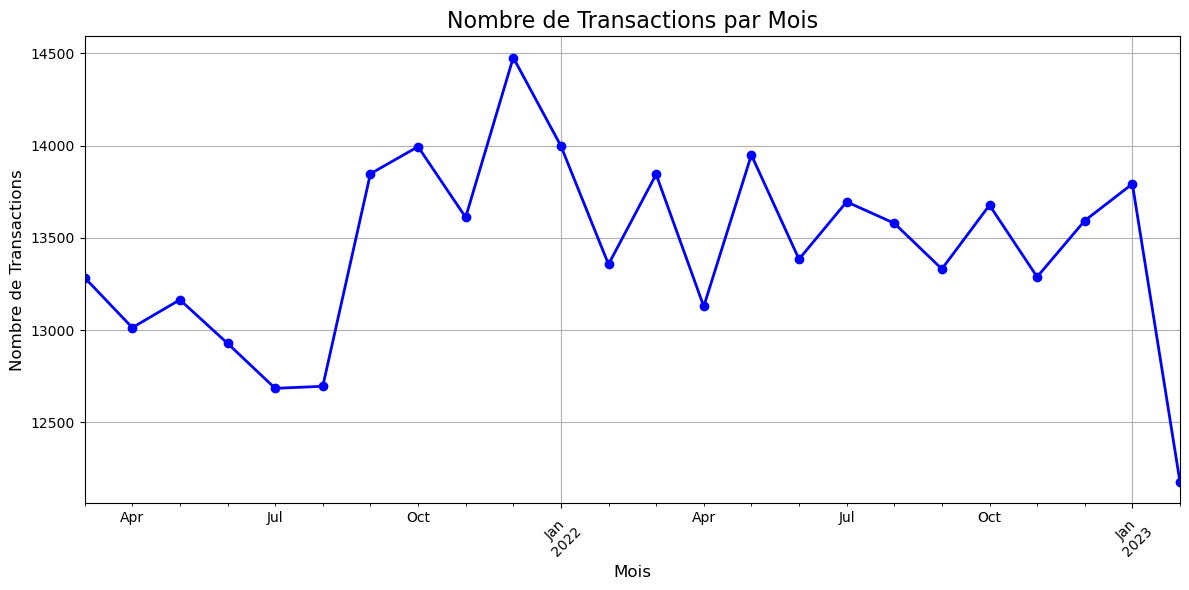 Nombre de Transactions par Mois
Nombre de Transactions
14500
14000
13500
13000
12500
Apr
Jul
Oct
Jan
2022
Apr
Jul
Oct
Jan
2023
Mois